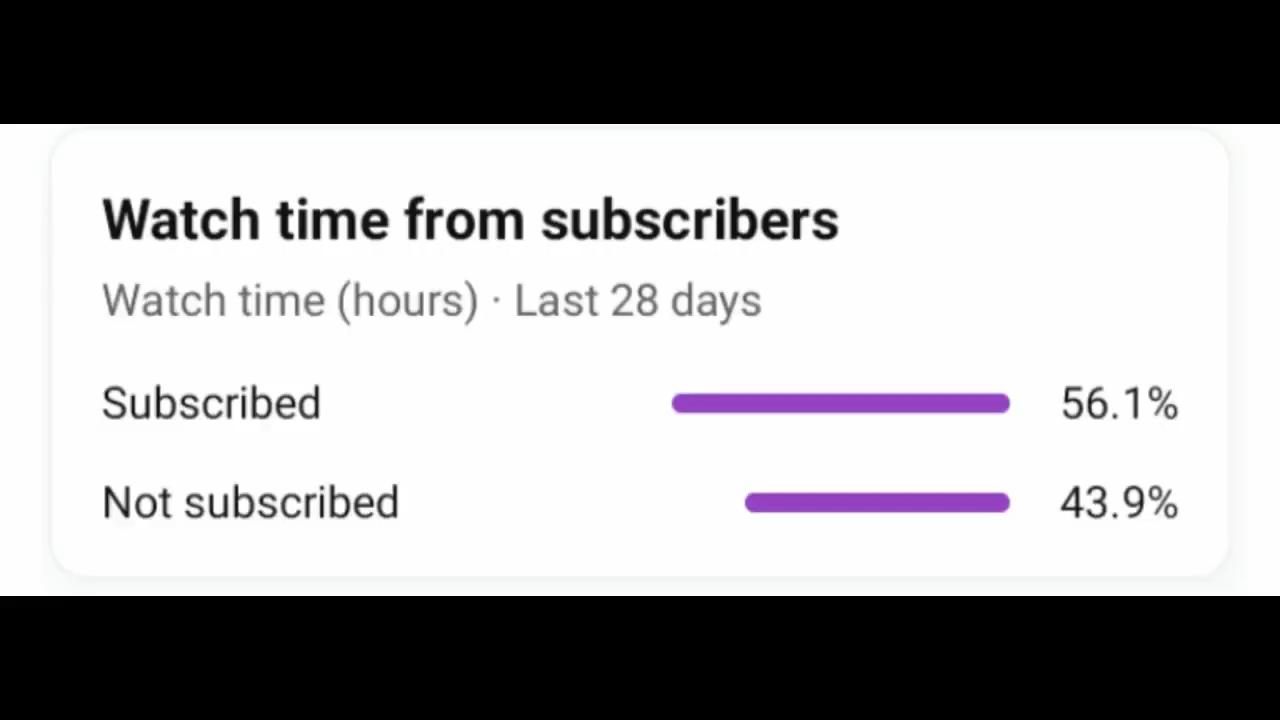 Watch time from subscribers
Watch time (hours) · Last 28 days
Subscribed 56.1%
Not subscribed 43.9%